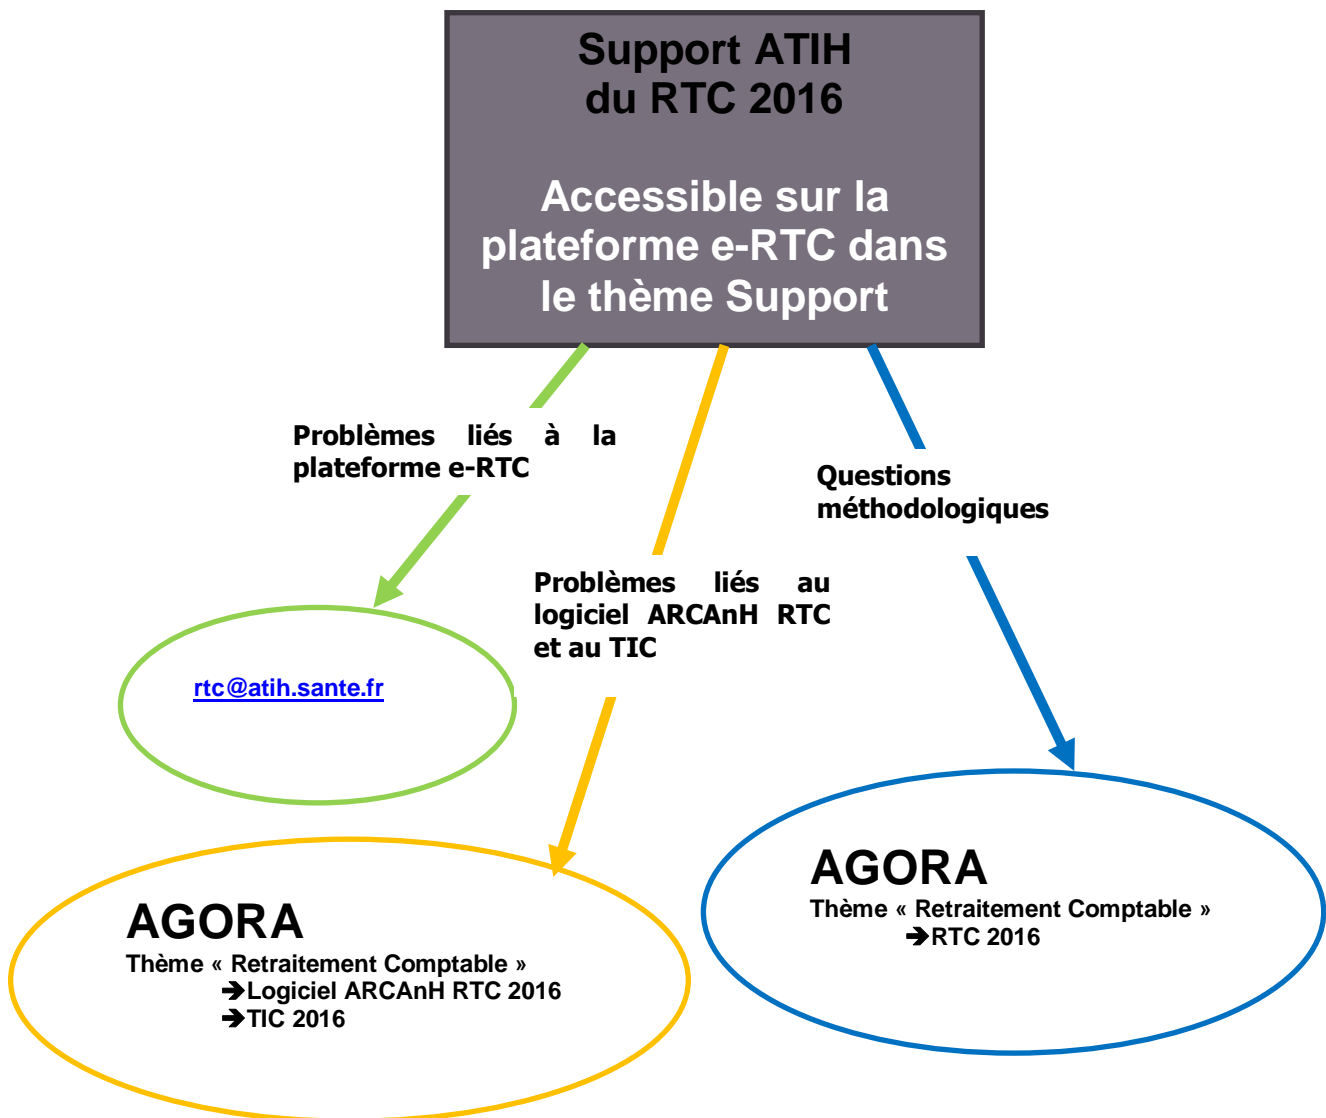 Support ATIH
du RTC 2016
Accessible sur la
plateforme e-RTC dans
le thème Support
Problèmes liés à la
plateforme e-RTC
Questions
méthodologiques
Problèmes liés au
logiciel ARCAnH RTC
et au TIC
rtc@atih.sante.fr
AGORA
Thème « Retraitement Comptable »
➔RTC 2016
AGORA
Thème « Retraitement Comptable »
➔Logiciel ARCAnH RTC 2016
➔TIC 2016